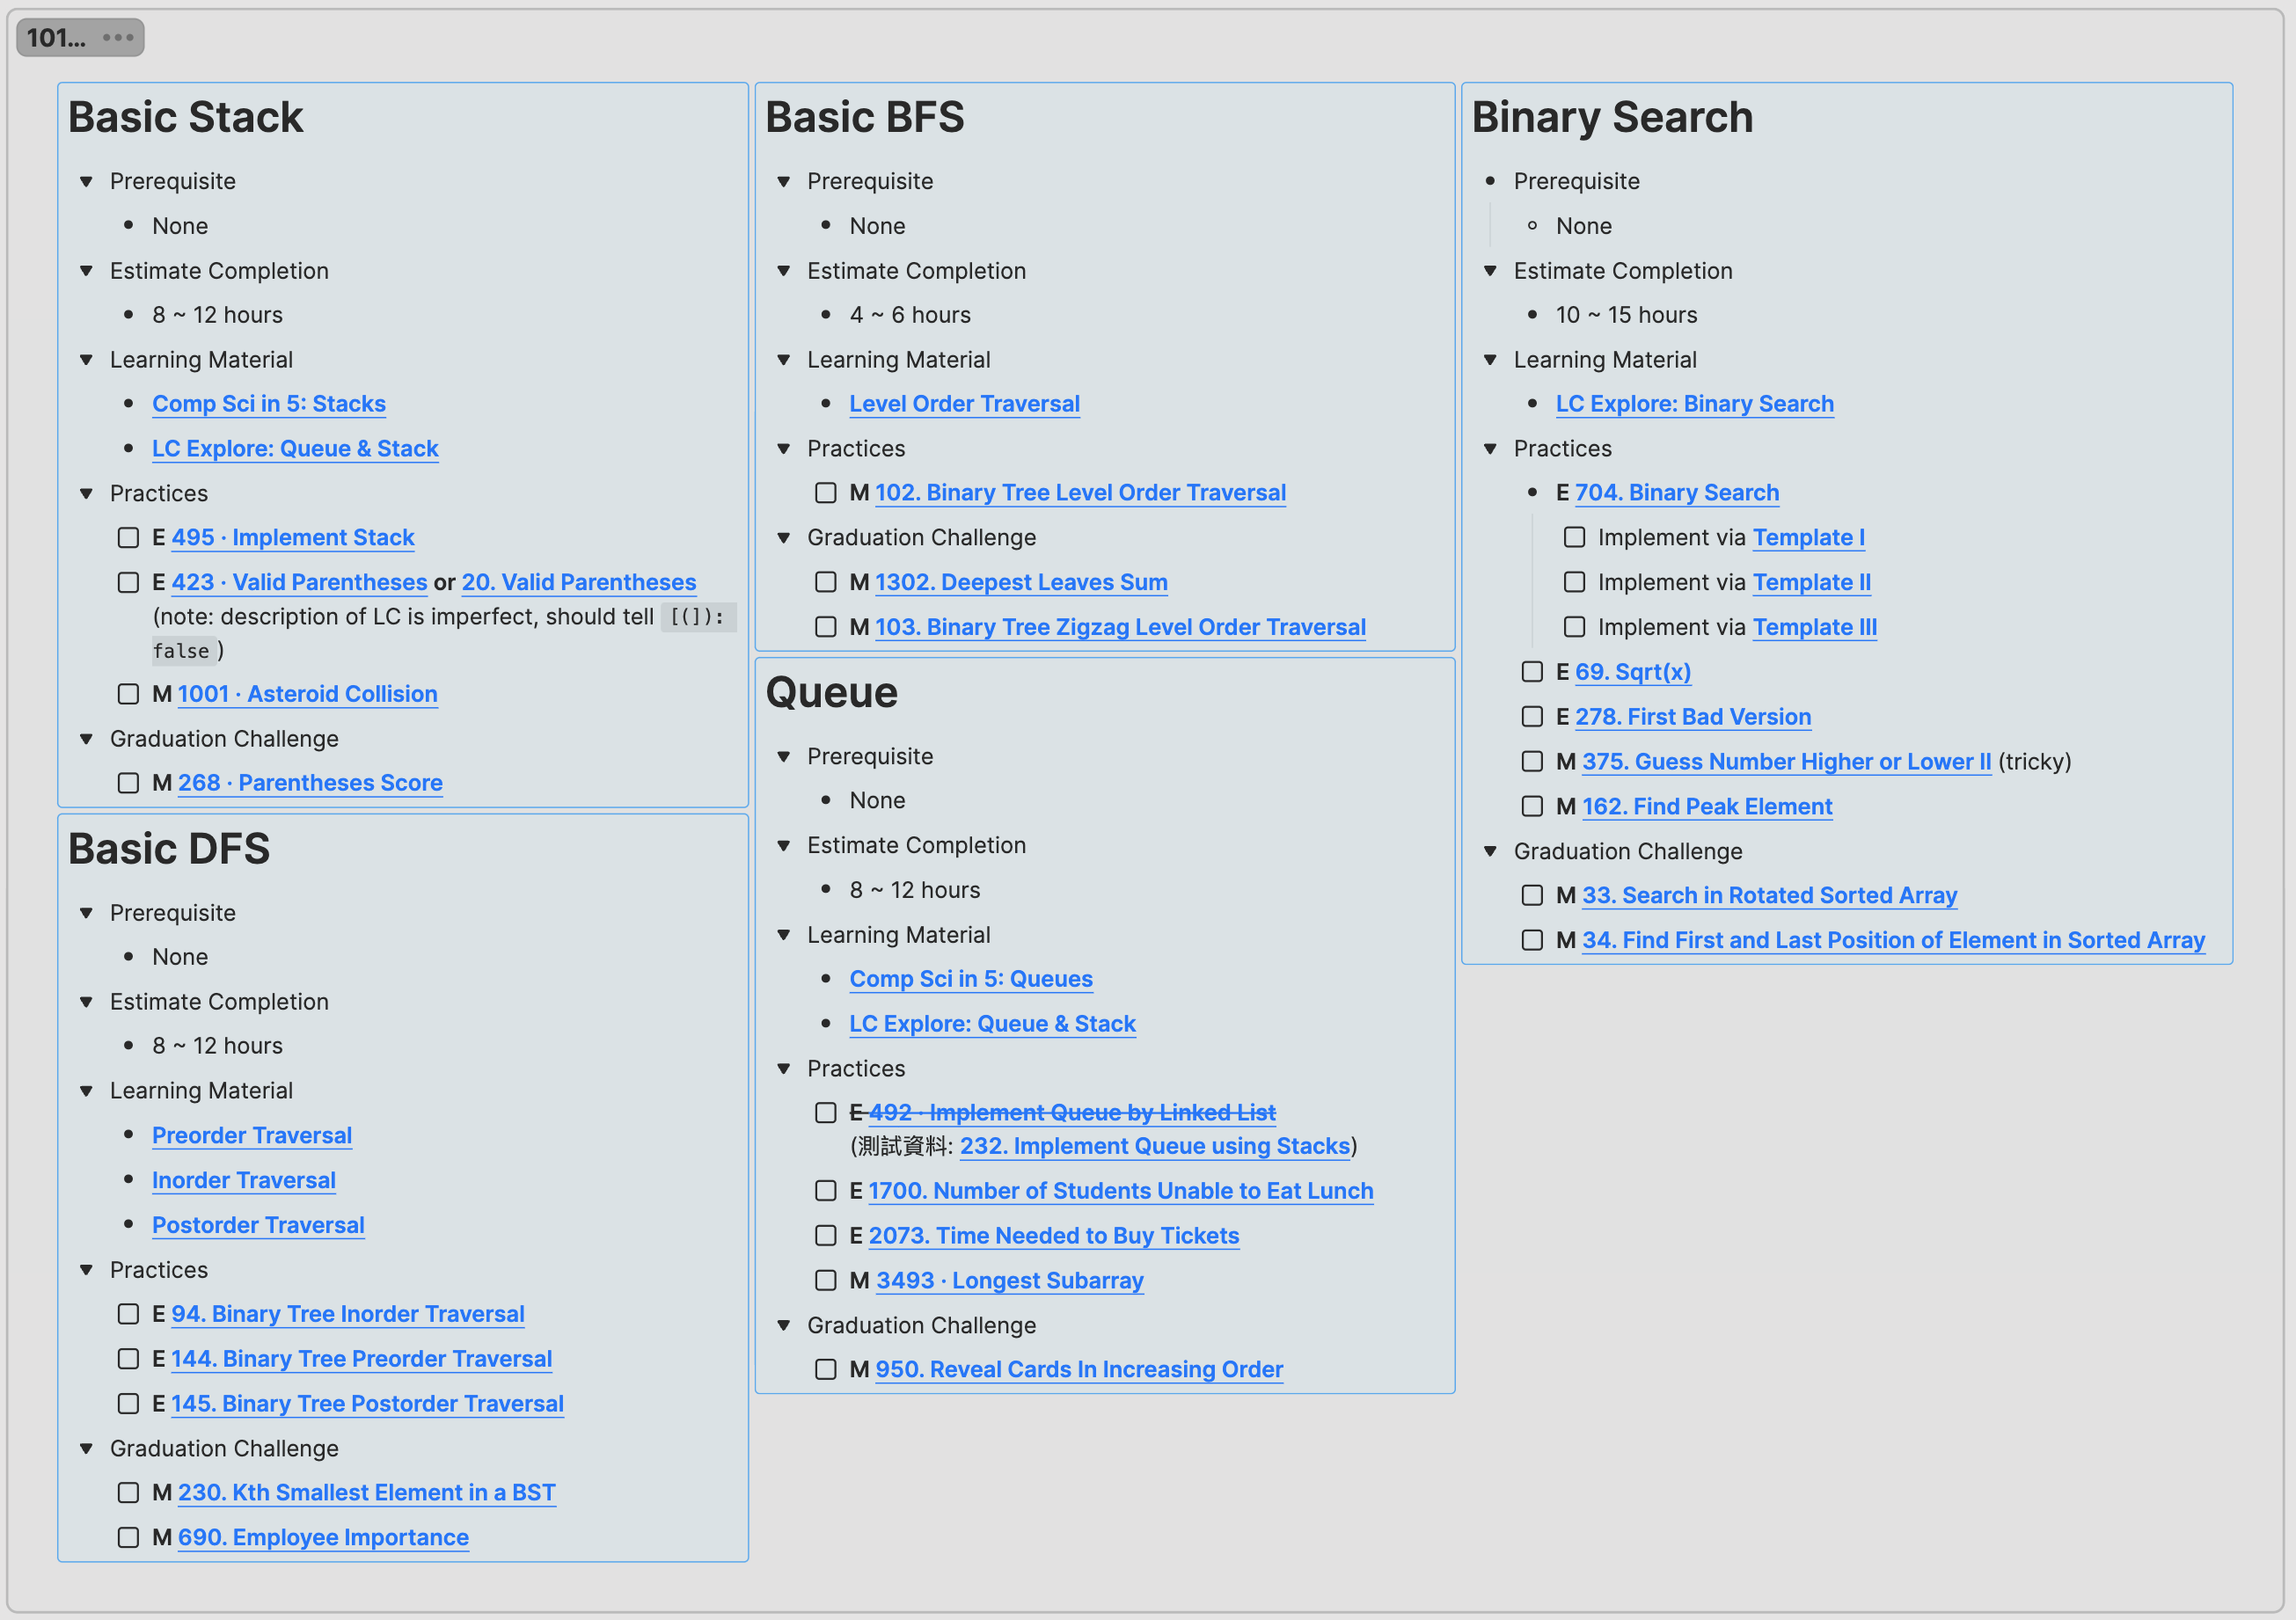 101...
Basic Stack
Prerequisite
None
Estimate Completion
8 ~ 12 hours
Learning Material
Comp Sci in 5: Stacks
LC Explore: Queue & Stack
Practices
E 495 · Implement Stack
E 423 · Valid Parentheses or 20. Valid Parentheses
(note: description of LC is imperfect, should tell [(]):
false)
M 1001 · Asteroid Collision
Graduation Challenge
M 268 · Parentheses Score
Basic DFS
Prerequisite
None
Estimate Completion
8 ~ 12 hours
Learning Material
Preorder Traversal
Inorder Traversal
Postorder Traversal
Practices
E 94. Binary Tree Inorder Traversal
E 144. Binary Tree Preorder Traversal
E 145. Binary Tree Postorder Traversal
Graduation Challenge
M 230. Kth Smallest Element in a BST
M 690. Employee Importance
Basic BFS
Prerequisite
None
Estimate Completion
4 ~ 6 hours
Learning Material
Level Order Traversal
Practices
M 102. Binary Tree Level Order Traversal
Graduation Challenge
M 1302. Deepest Leaves Sum
M 103. Binary Tree Zigzag Level Order Traversal
Queue
Prerequisite
None
Estimate Completion
8 ~ 12 hours
Learning Material
Comp Sci in 5: Queues
LC Explore: Queue & Stack
Practices
E 492 · Implement Queue by Linked List
(測試資料: 232. Implement Queue using Stacks)
E 1700. Number of Students Unable to Eat Lunch
E 2073. Time Needed to Buy Tickets
M 3493 · Longest Subarray
Graduation Challenge
M 950. Reveal Cards In Increasing Order
Binary Search
Prerequisite
None
Estimate Completion
10 ~ 15 hours
Learning Material
LC Explore: Binary Search
Practices
E 704. Binary Search
Implement via Template I
Implement via Template II
Implement via Template III
E 69. Sqrt(x)
E 278. First Bad Version
M 375. Guess Number Higher or Lower II (tricky)
M 162. Find Peak Element
Graduation Challenge
M 33. Search in Rotated Sorted Array
M 34. Find First and Last Position of Element in Sorted Array